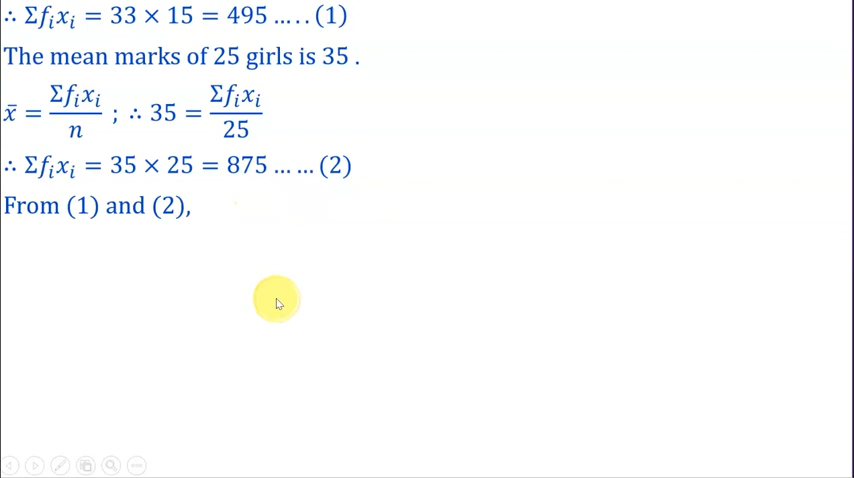 ∴ Σfᵢxᵢ = 33 × 15 = 495 ..... (1)
The mean marks of 25 girls is 35 .
x̄ = Σfᵢxᵢ / n ; ∴ 35 = Σfᵢxᵢ / 25
∴ Σfᵢxᵢ = 35 × 25 = 875 ... ... (2)
From (1) and (2),